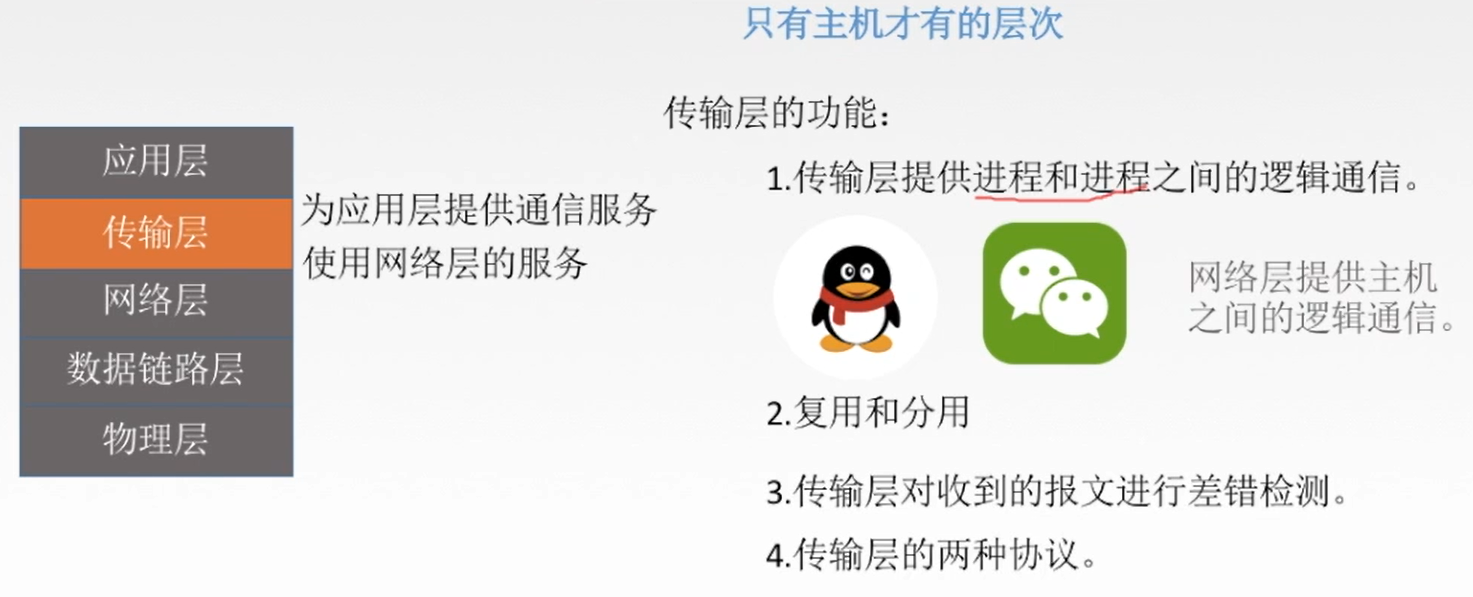 只有主机才有的层次
应用层
传输层
网络层
数据链路层
物理层
为应用层提供通信服务
使用网络层的服务
传输层的功能：
1.传输层提供进程和进程之间的逻辑通信。
网络层提供主机
之间的逻辑通信。
2.复用和分用
3.传输层对收到的报文进行差错检测。
4.传输层的两种协议。